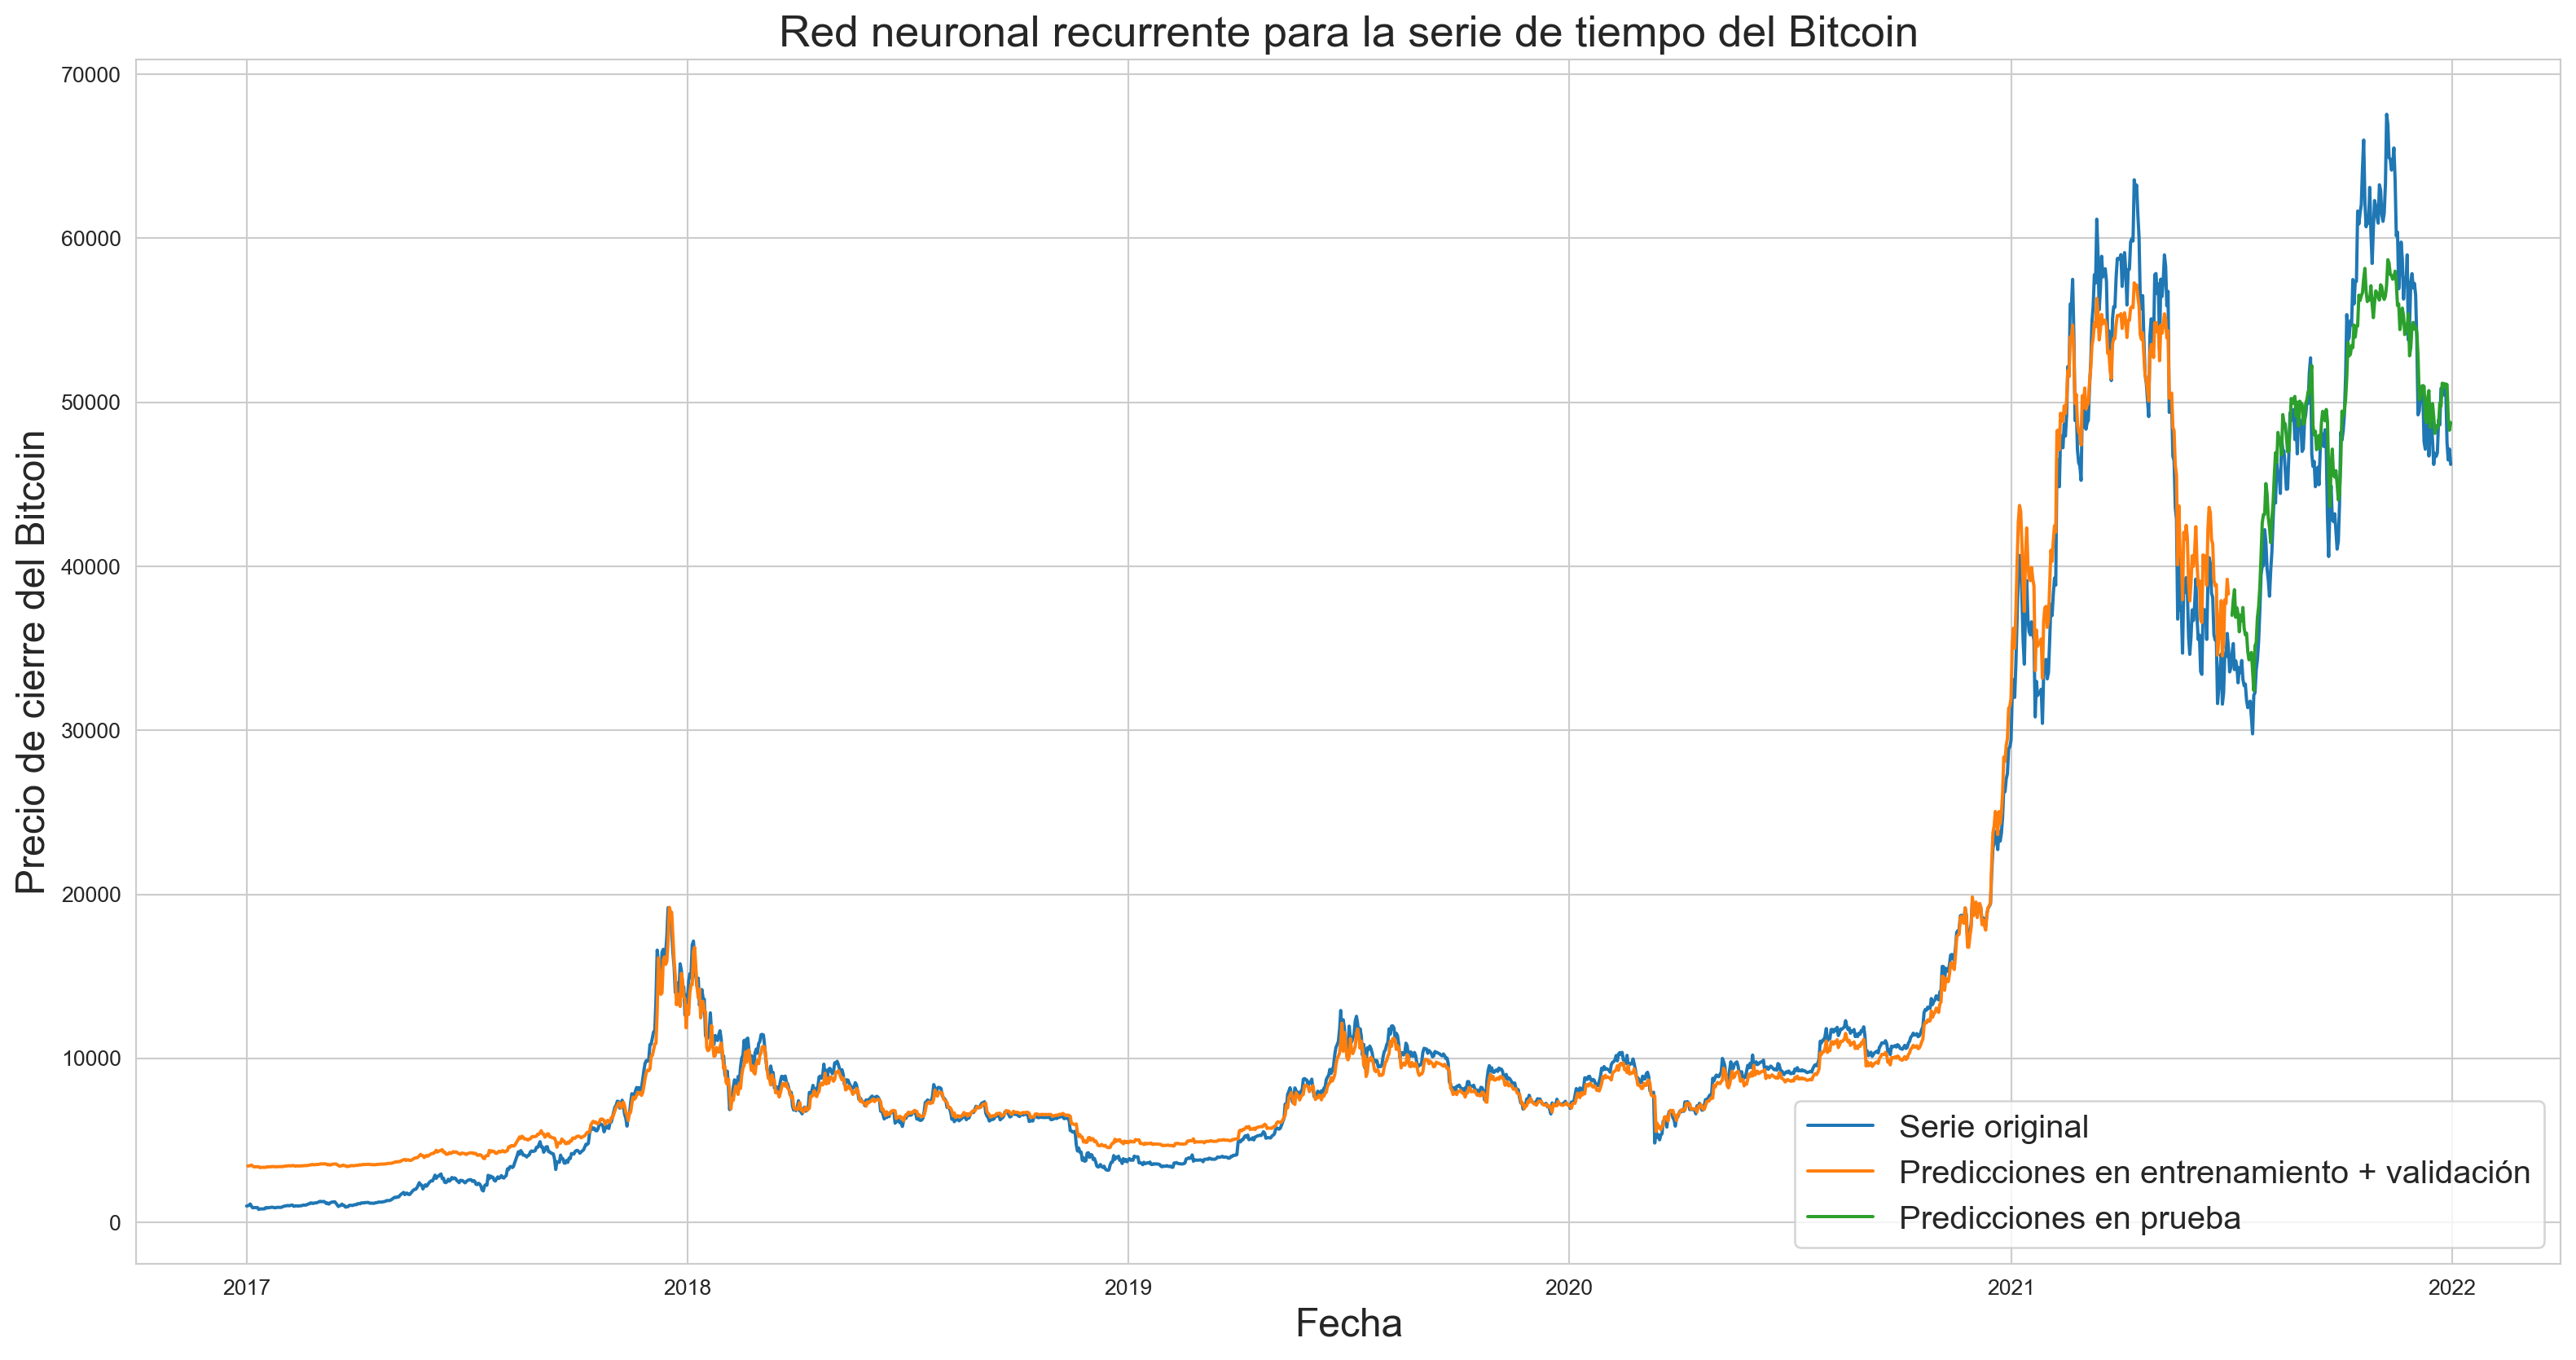 Red neuronal recurrente para la serie de tiempo del Bitcoin
Precio de cierre del Bitcoin
70000
60000
50000
40000
30000
20000
10000
0
Serie original
Predicciones en entrenamiento + validación
Predicciones en prueba
2017 2018 2019 2020 2021 2022
Fecha